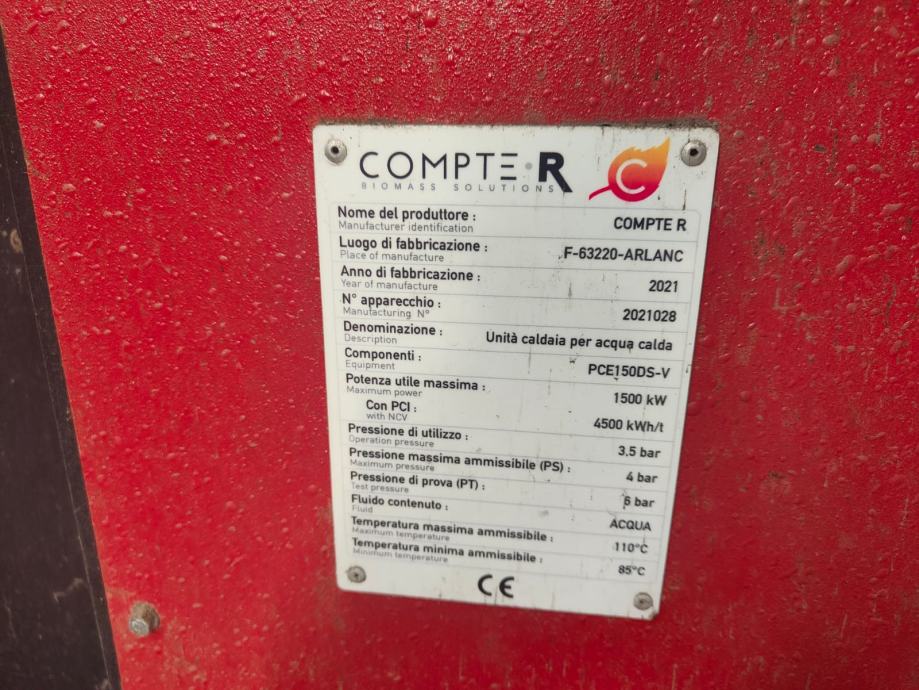 COMPTE·R
BIOMASS SOLUTIONS
C
Nome del produttore : COMPTE R
Manufacturer identification
Luogo di fabbricazione : F-63220-ARLANC
Place of manufacture
Anno di fabbricazione : 2021
Year of manufacture
N° apparecchio : 2021028
Manufacturing N°
Denominazione : Unità caldaia per acqua calda
Description
Componenti : PCE150DS-V
Equipment
Potenza utile massima : 1500 kW
Maximum power
Con PCI : 4500 kWh/t
with NCV
Pressione di utilizzo : 3.5 bar
Operation pressure
Pressione massima ammissibile (PS) : 4 bar
Maximum pressure
Pressione di prova (PT) : 6 bar
Test pressure
Fluido contenuto : ACQUA
Fluid
Temperatura massima ammissibile : 110°C
Maximum temperature
Temperatura minima ammissibile : 85°C
Minimum temperature
CE